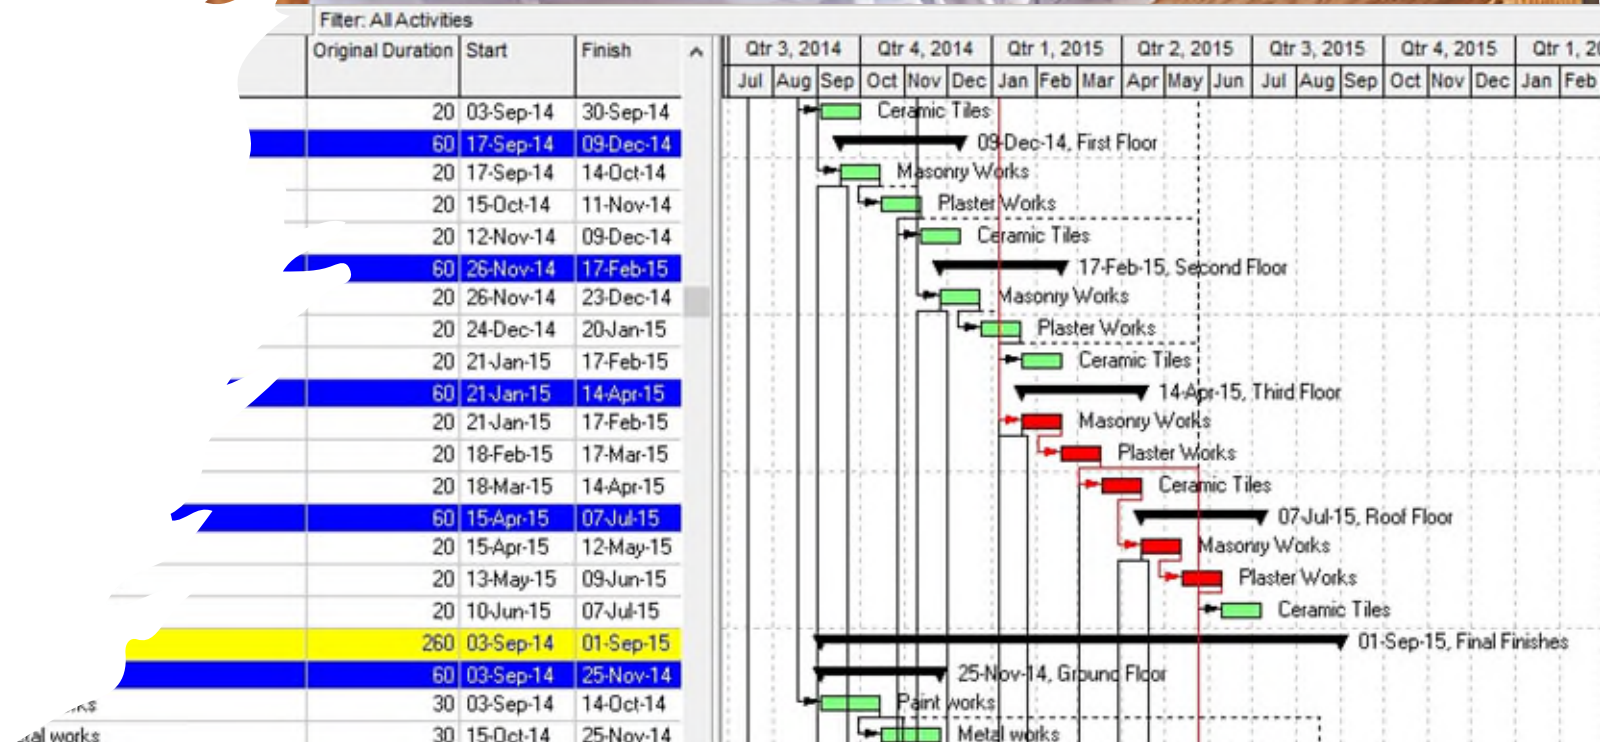 Filter: All Activities
Original Duration Start Finish Qtr 3, 2014 Qtr 4, 2014 Qtr 1, 2015 Qtr 2, 2015 Qtr 3, 2015 Qtr 4, 2015 Qtr 1, 20
Jul Aug Sep Oct Nov Dec Jan Feb Mar Apr May Jun Jul Aug Sep Oct Nov Dec Jan Feb
20 03-Sep-14 30-Sep-14 Ceramic Tiles
60 17-Sep-14 09-Dec-14 09-Dec-14, First Floor
20 17-Sep-14 14-Oct-14 Masonry Works
20 15-Oct-14 11-Nov-14 Plaster Works
20 12-Nov-14 09-Dec-14 Ceramic Tiles
60 26-Nov-14 17-Feb-15 17-Feb-15, Second Floor
20 26-Nov-14 23-Dec-14 Masonry Works
20 24-Dec-14 20-Jan-15 Plaster Works
20 21-Jan-15 17-Feb-15 Ceramic Tiles
60 21-Jan-15 14-Apr-15 14-Apr-15, Third Floor
20 21-Jan-15 17-Feb-15 Masonry Works
20 18-Feb-15 17-Mar-15 Plaster Works
20 18-Mar-15 14-Apr-15 Ceramic Tiles
60 15-Apr-15 07-Jul-15 07-Jul-15, Roof Floor
20 15-Apr-15 12-May-15 Masonry Works
20 13-May-15 09-Jun-15 Plaster Works
20 10-Jun-15 07-Jul-15 Ceramic Tiles
260 03-Sep-14 01-Sep-15 01-Sep-15, Final Finishes
60 03-Sep-14 25-Nov-14 25-Nov-14, Ground Floor
30 03-Sep-14 14-Oct-14 Paint works
works 30 15-Oct-14 25-Nov-14 Metal works